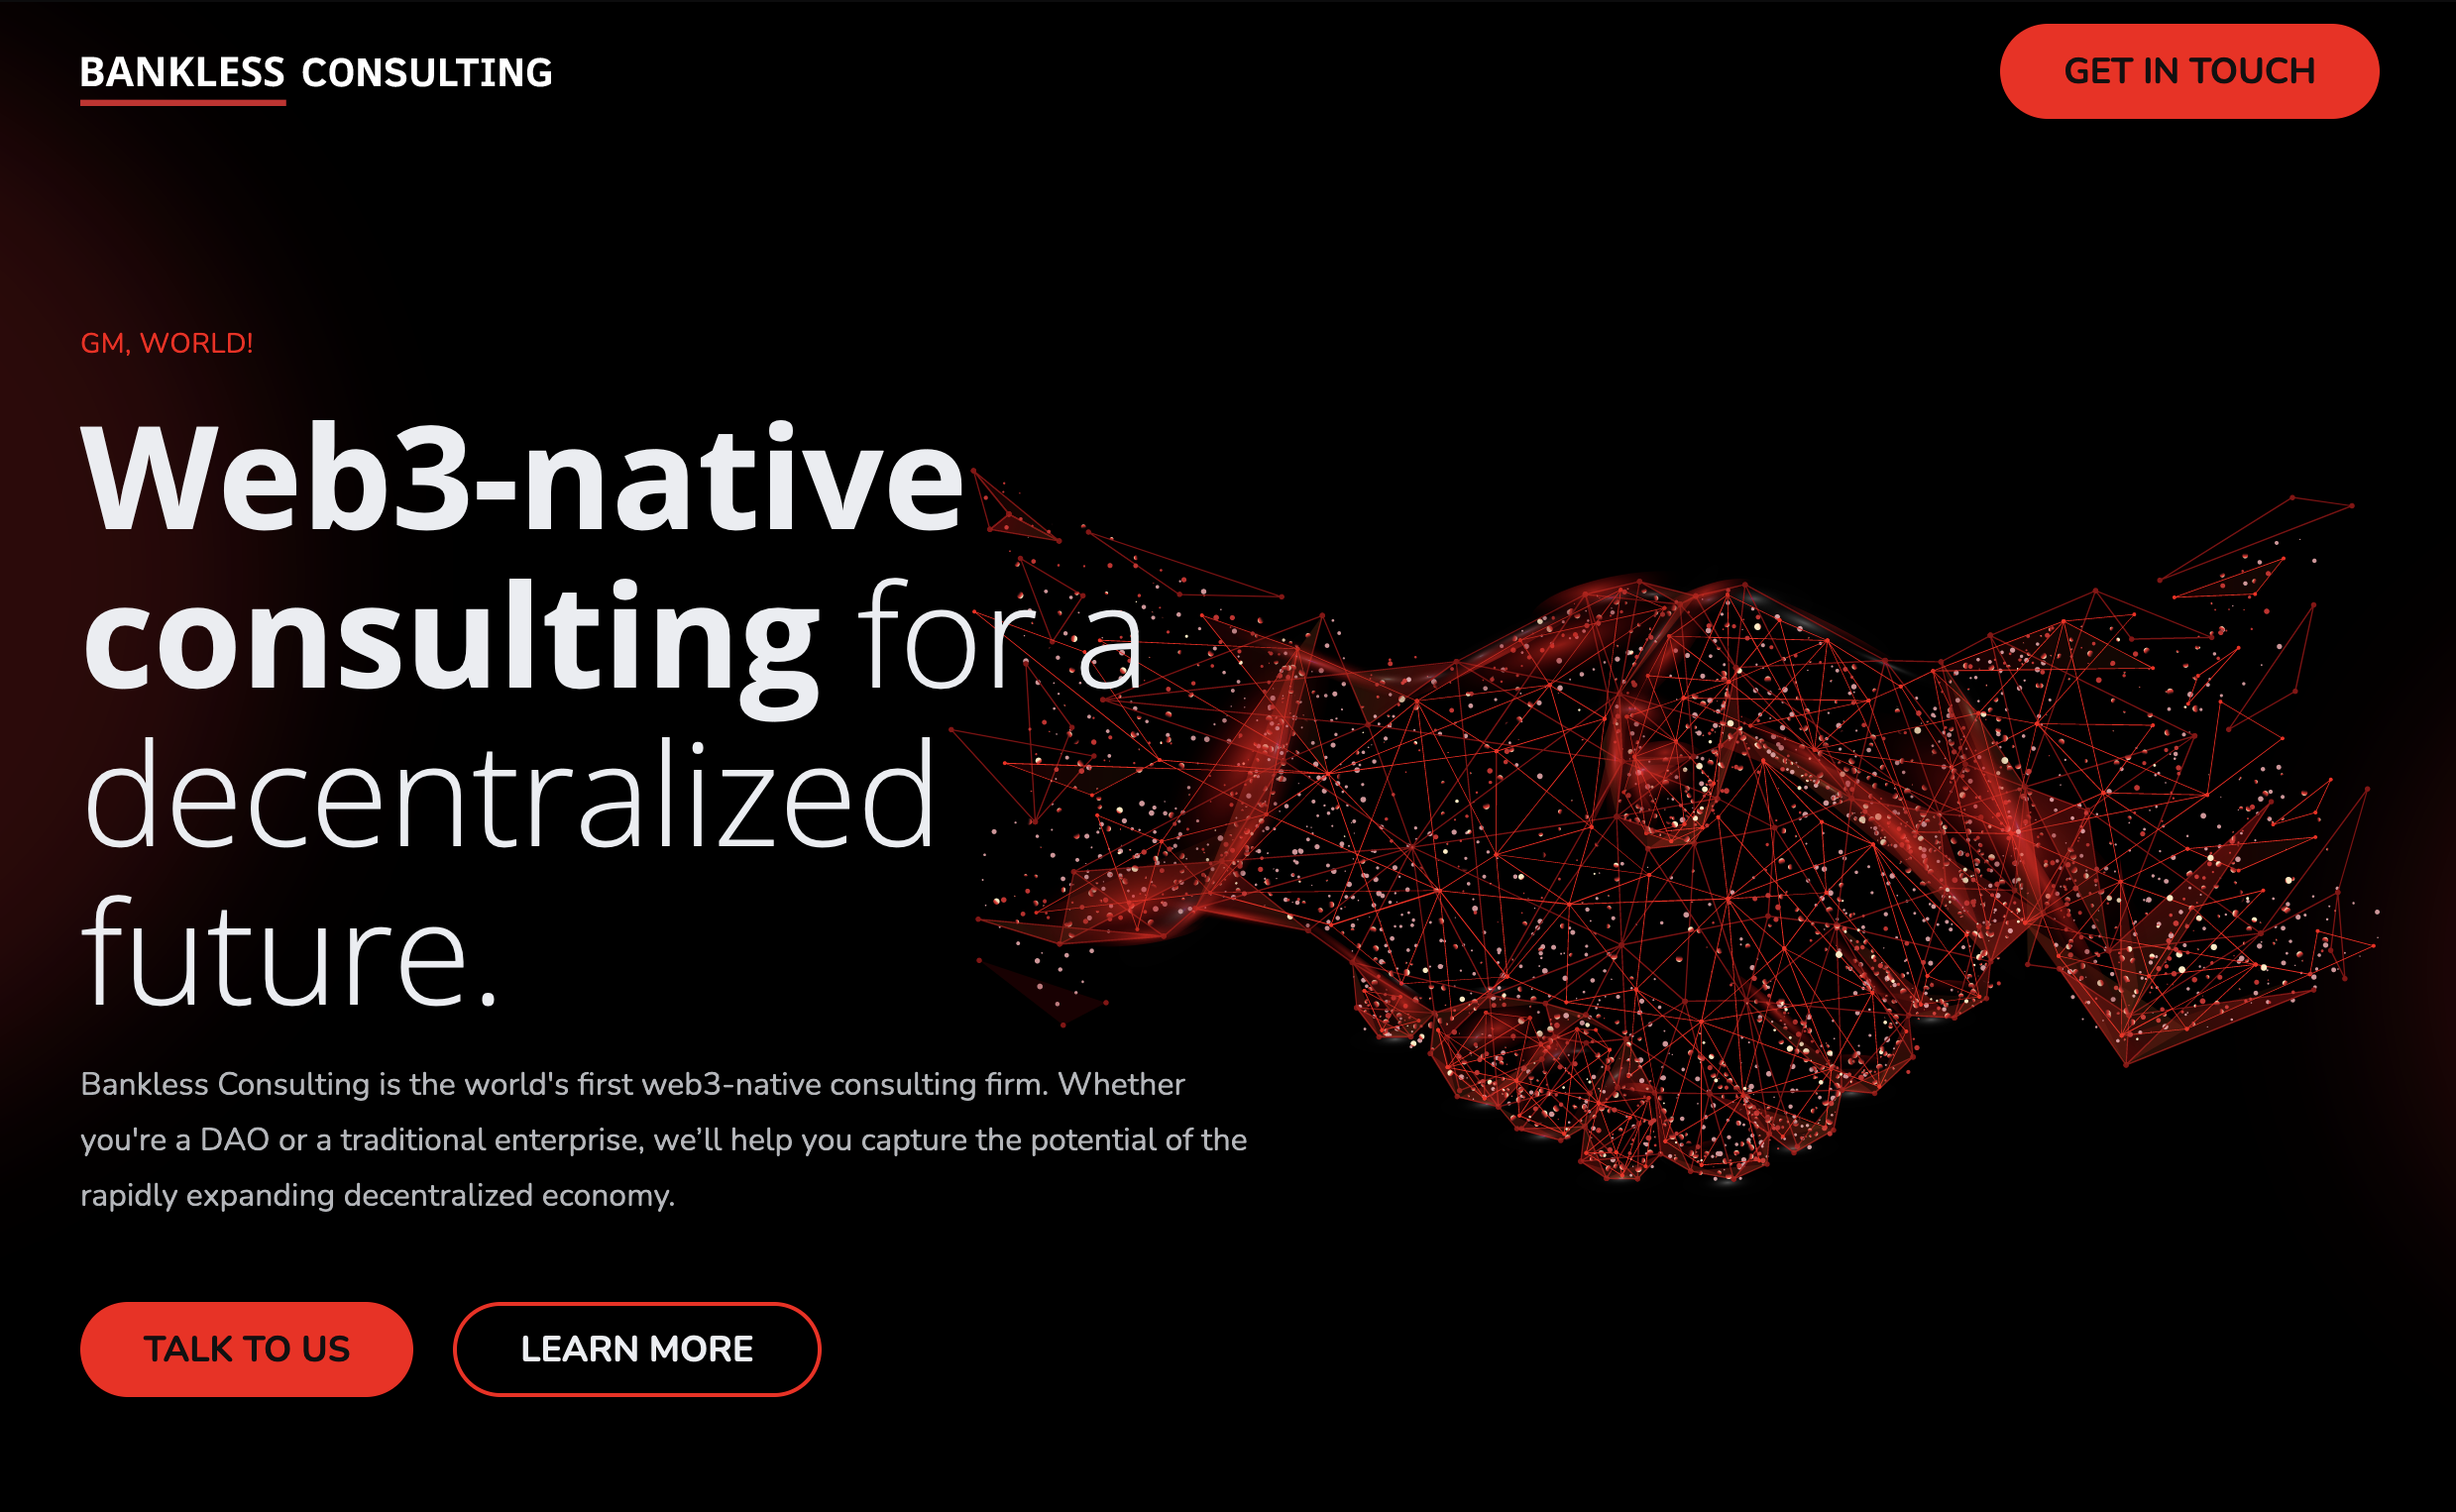 BANKLESS CONSULTING
GET IN TOUCH
GM, WORLD!
Web3-native
consulting for a
decentralized
future.
Bankless Consulting is the world's first web3-native consulting firm. Whether
you're a DAO or a traditional enterprise, we’ll help you capture the potential of the
rapidly expanding decentralized economy.
TALK TO US
LEARN MORE